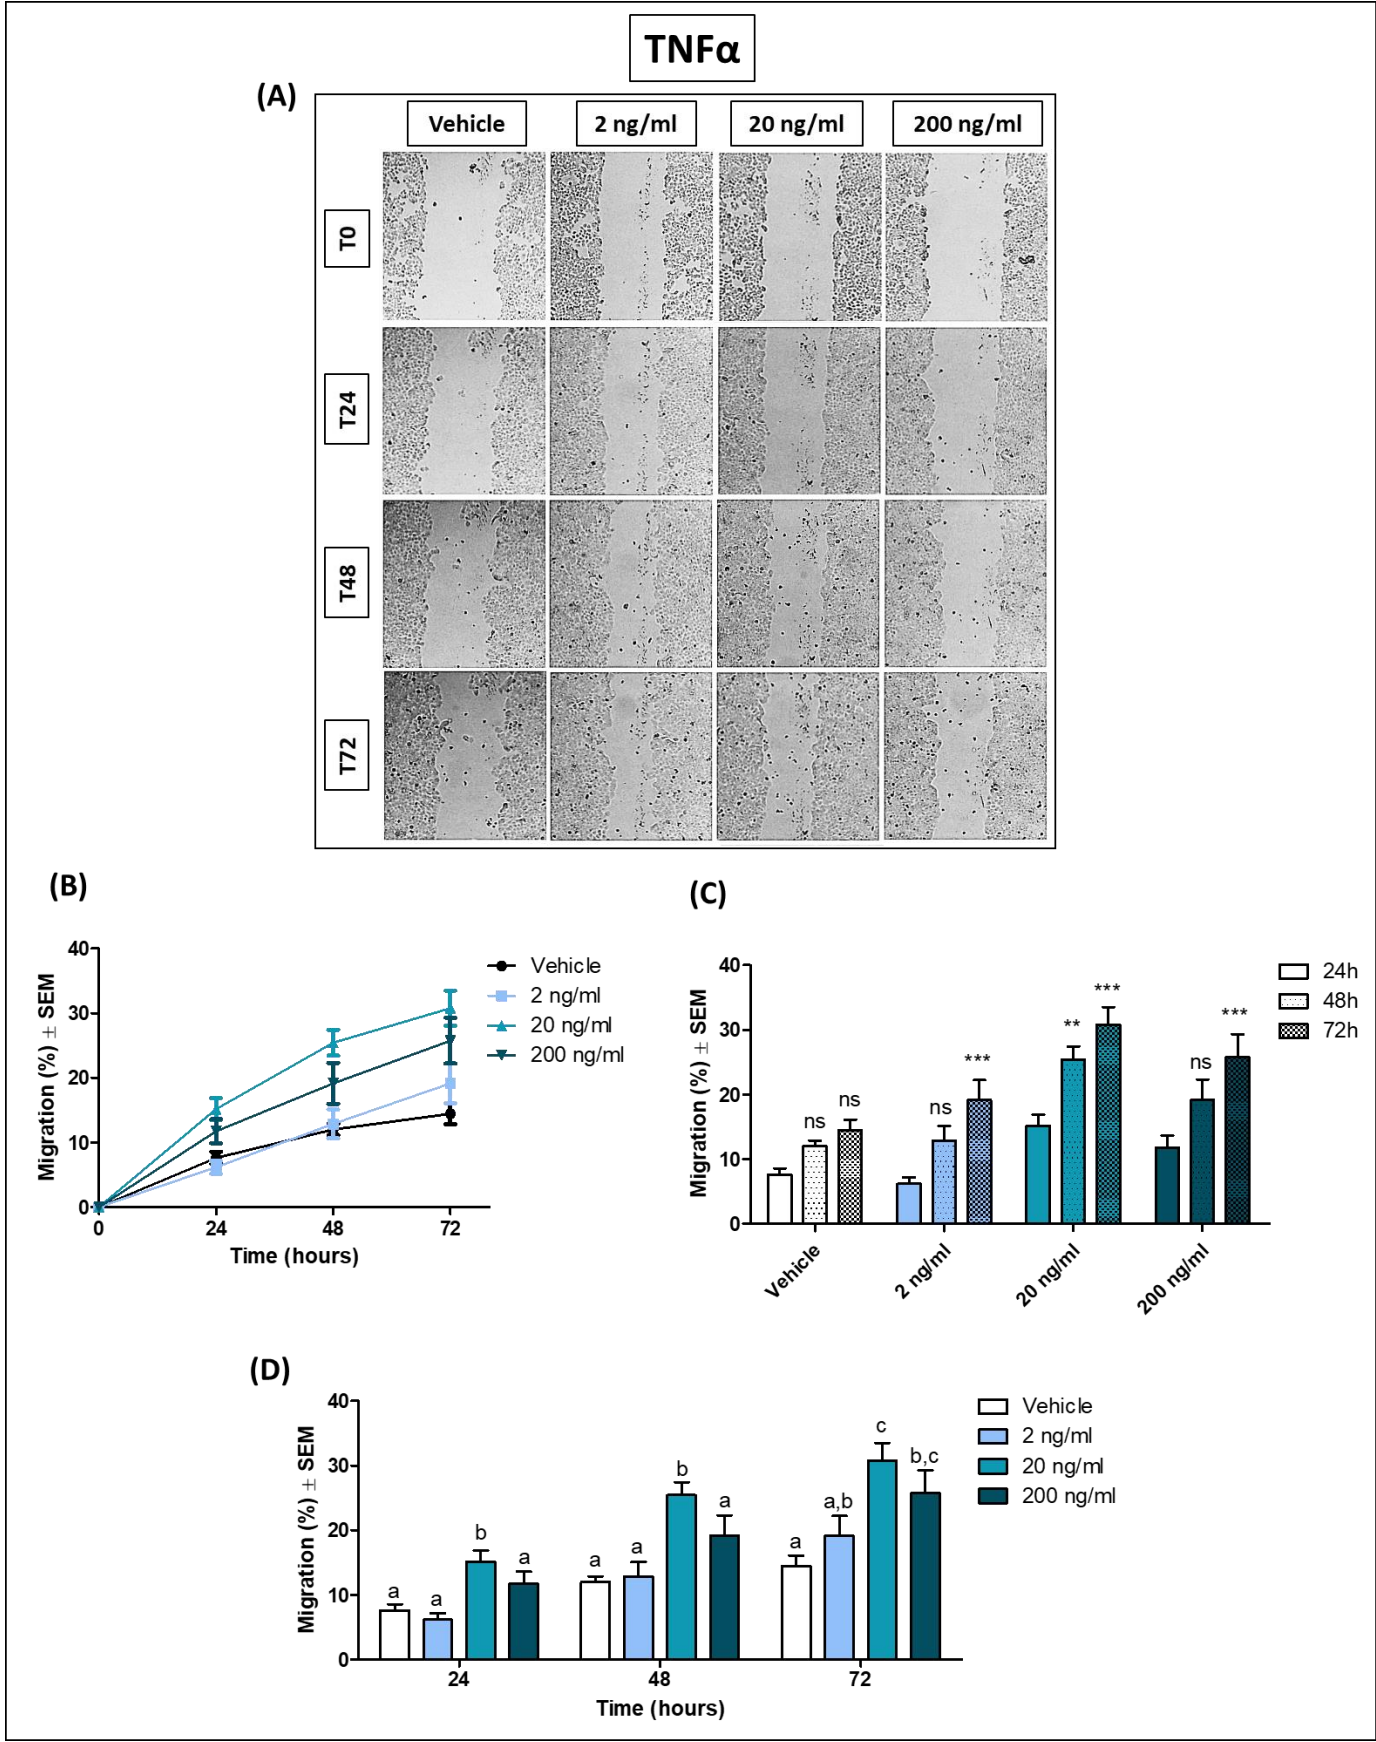 TNFα
(A)
Vehicle 2 ng/ml 20 ng/ml 200 ng/ml
T0
T24
T48
T72
(B)
Migration (%) ± SEM
40
30
20
10
0
0 24 48 72
Time (hours)
Vehicle
2 ng/ml
20 ng/ml
200 ng/ml
(C)
Migration (%) ± SEM
40
30
20
10
0
ns ns
ns ***
** ***
ns ***
Vehicle 2 ng/ml 20 ng/ml 200 ng/ml
24h
48h
72h
(D)
Migration (%) ± SEM
40
30
20
10
0
a a b a
a a b a
a a,b c b,c
24 48 72
Time (hours)
Vehicle
2 ng/ml
20 ng/ml
200 ng/ml